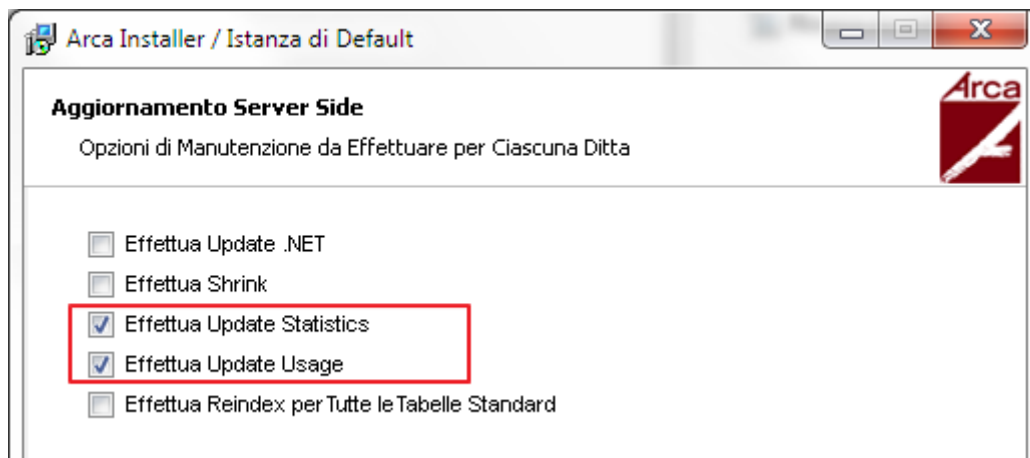 Arca Installer / Istanza di Default
Arca
Aggiornamento Server Side
Opzioni di Manutenzione da Effettuare per Ciascuna Ditta
Effettua Update .NET
Effettua Shrink
Effettua Update Statistics
Effettua Update Usage
Effettua Reindex per Tutte le Tabelle Standard